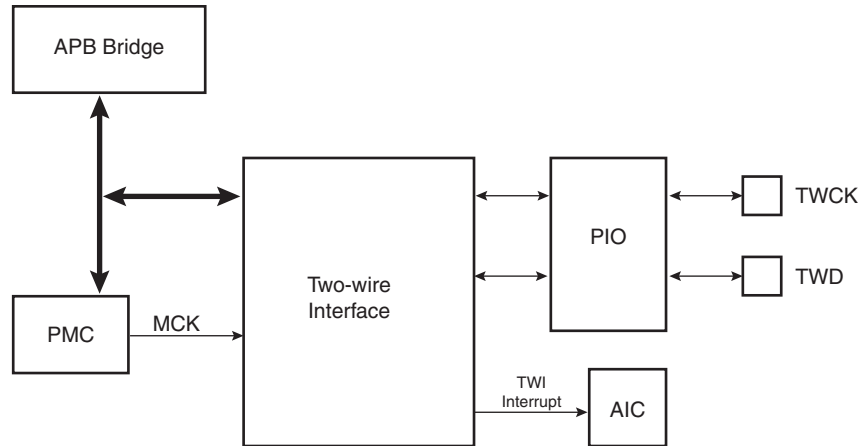 APB Bridge
TWCK
PIO
Two-wire
Interface
TWD
MCK
PMC
TWI
Interrupt
AIC